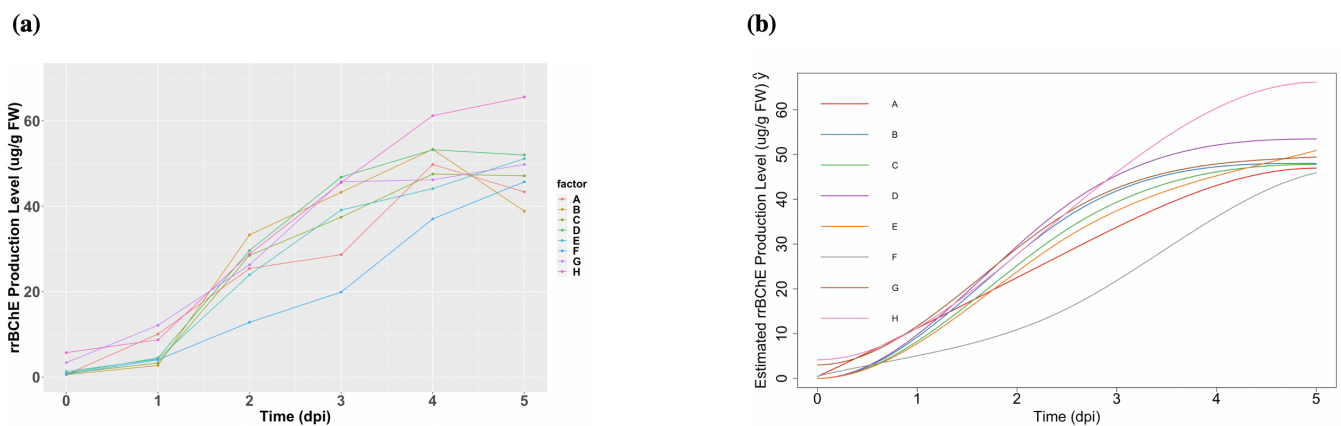 (a)
rrBChE Production Level (ug/g FW)
60
40
20
0
0 1 2 3 4 5
Time (dpi)
factor
A
B
C
D
E
F
G
H
(b)
Estimated rrBChE Production Level (ug/g FW) ŷ
60
50
40
30
20
10
0
A
B
C
D
E
F
G
H
0 1 2 3 4 5
Time (dpi)